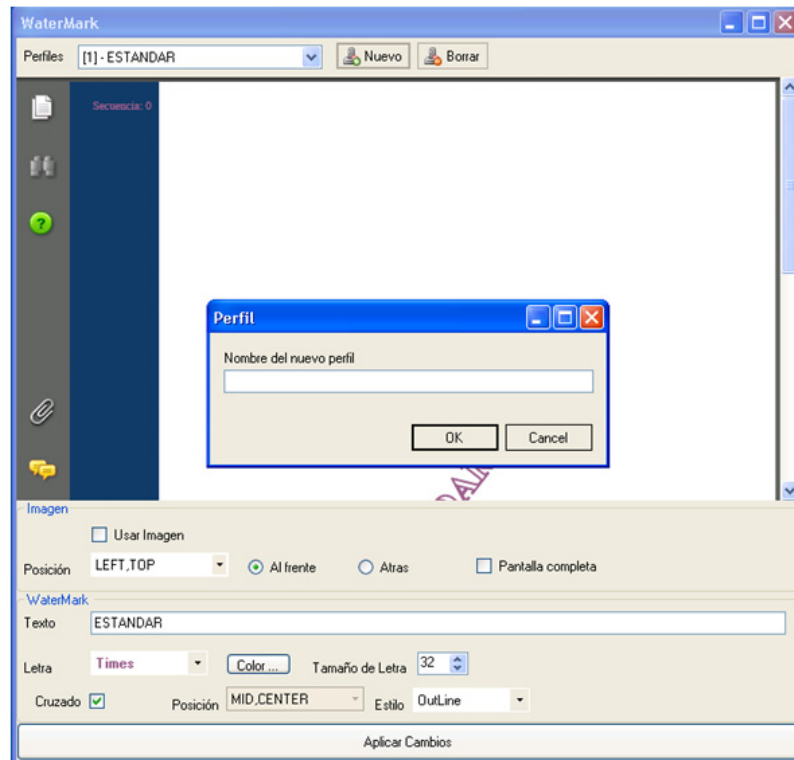 WaterMark
Perfiles [1] - ESTANDAR Nuevo Borrar
Secuencia: 0
Perfil
Nombre del nuevo perfil
OK Cancel
Imagen
Usar Imagen
Posición LEFT,TOP Al frente Atras Pantalla completa
WaterMark
Texto ESTANDAR
Letra Times Color ... Tamaño de Letra 32
Cruzado Posición MID,CENTER Estilo OutLine
Aplicar Cambios